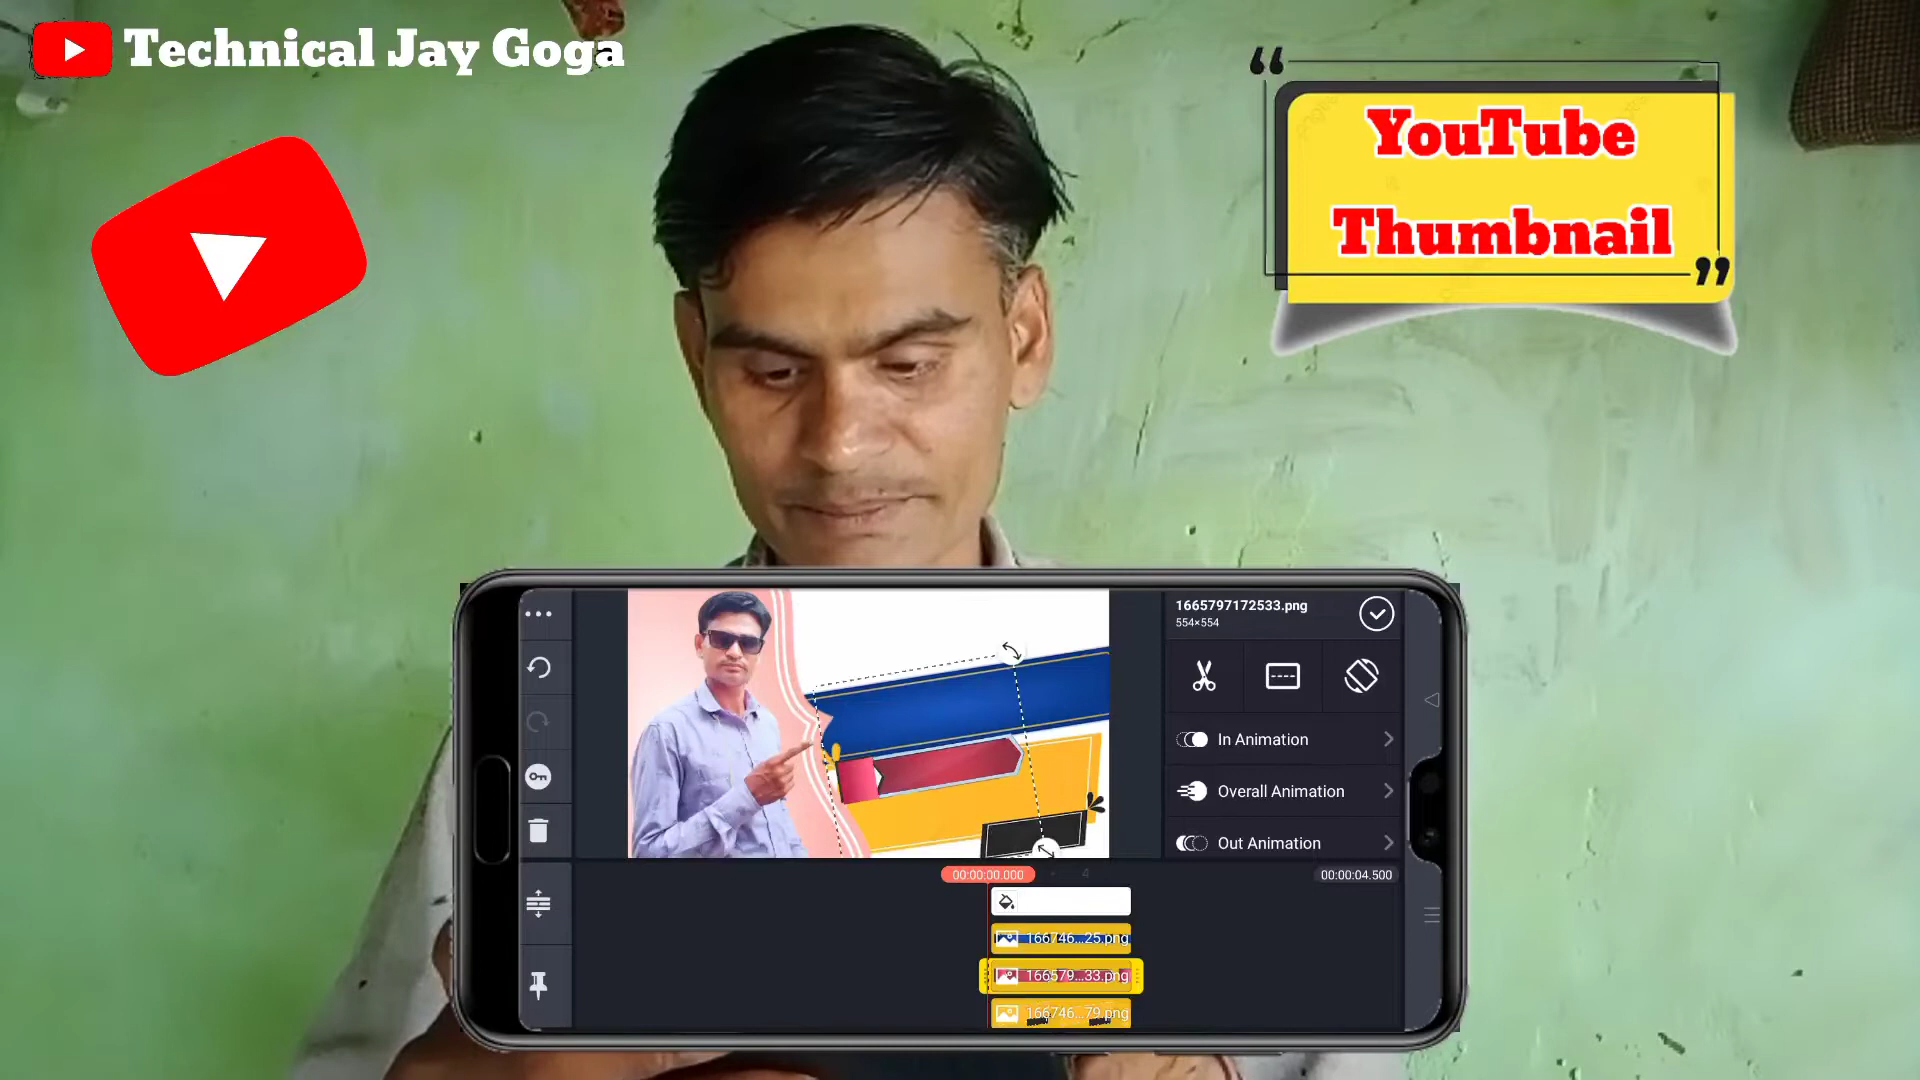 Technical Jay Goga
“
YouTube
Thumbnail
”
1665797172533.png
554×554
In Animation
Overall Animation
Out Animation
00:00:00.000
4
00:00:04.500
166746...25.png
166579...33.png
166746...79.png